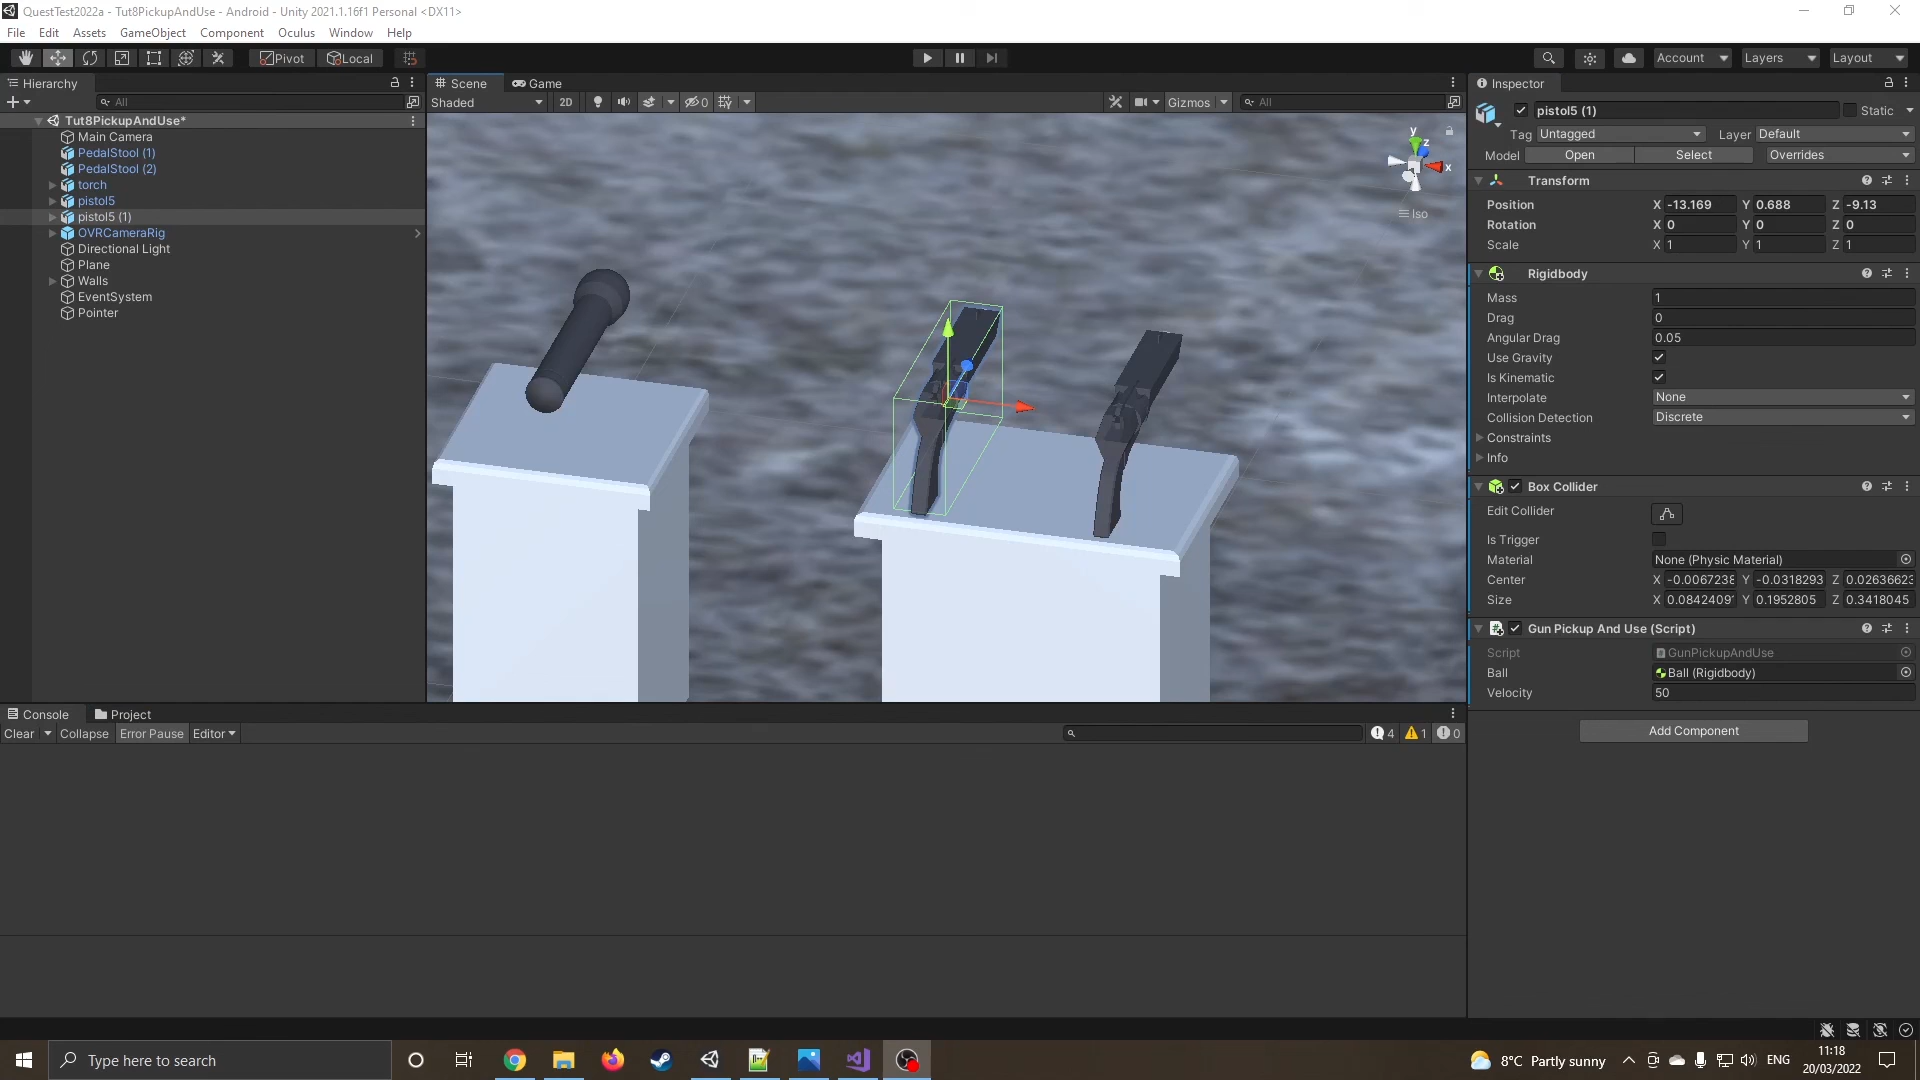 QuestTest2022a - Tut8PickupAndUse - Android - Unity 2021.1.16f1 Personal <DX11>
File Edit Assets GameObject Component Oculus Window Help
Pivot Local Account Layers Layout
Hierarchy
All
Tut8PickupAndUse*
Main Camera
PedalStool (1)
PedalStool (2)
torch
pistol5
pistol5 (1)
OVRCameraRig
Directional Light
Plane
Walls
EventSystem
Pointer
Scene Game
Shaded 2D 0 Gizmos All
y
z
x
Iso
Inspector
pistol5 (1) Static
Tag Untagged Layer Default
Model Open Select Overrides
Transform
Position X -13.169 Y 0.688 Z -9.13
Rotation X 0 Y 0 Z 0
Scale X 1 Y 1 Z 1
Rigidbody
Mass 1
Drag 0
Angular Drag 0.05
Use Gravity
Is Kinematic
Interpolate None
Collision Detection Discrete
Constraints
Info
Box Collider
Edit Collider
Is Trigger
Material None (Physic Material)
Center X -0.0067238 Y -0.0318293 Z 0.02636623
Size X 0.08424091 Y 0.1952805 Z 0.3418045
Gun Pickup And Use (Script)
Script GunPickupAndUse
Ball Ball (Rigidbody)
Velocity 50
Add Component
Console Project
Clear Collapse Error Pause Editor 4 1 0
Type here to search
8°C Partly sunny ENG
11:18
20/03/2022